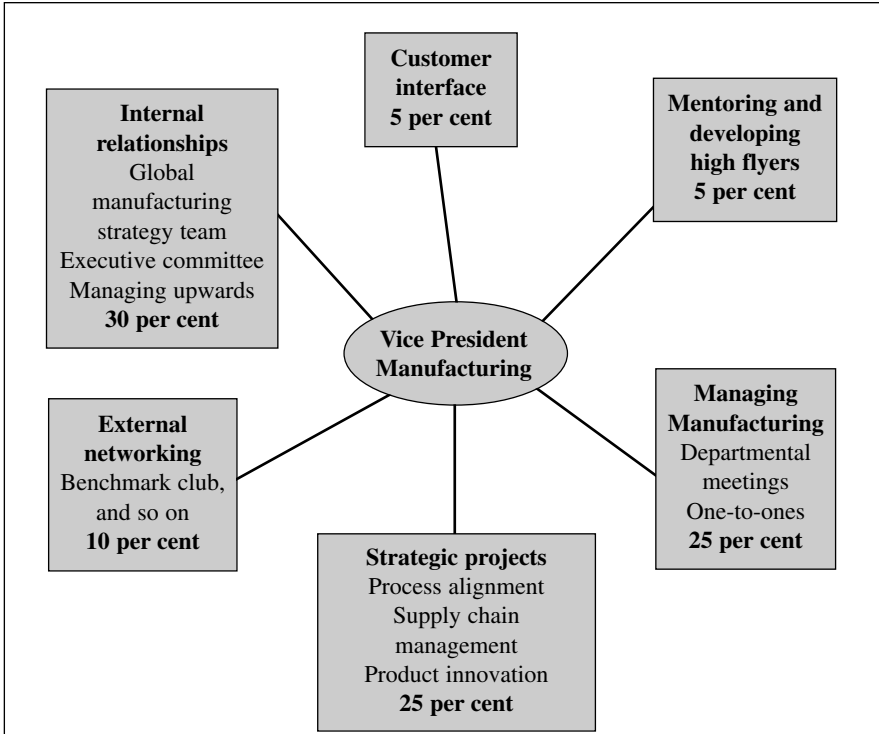 Customer
interface
5 per cent
Mentoring and
developing
high flyers
5 per cent
Internal
relationships
Global
manufacturing
strategy team
Executive committee
Managing upwards
30 per cent
Vice President
Manufacturing
External
networking
Benchmark club,
and so on
10 per cent
Managing
Manufacturing
Departmental
meetings
One-to-ones
25 per cent
Strategic projects
Process alignment
Supply chain
management
Product innovation
25 per cent